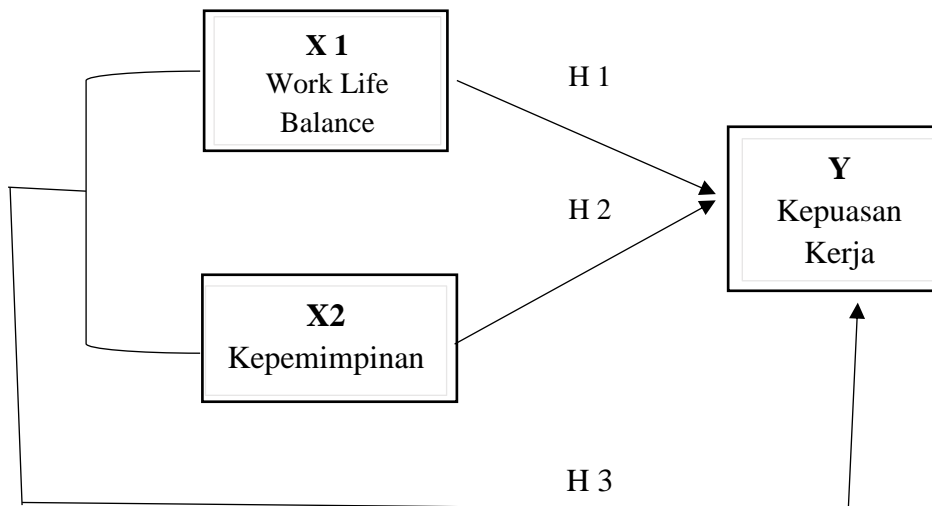 X 1
Work Life
Balance
H 1
Y
Kepuasan
Kerja
H 2
X2
Kepemimpinan
H 3